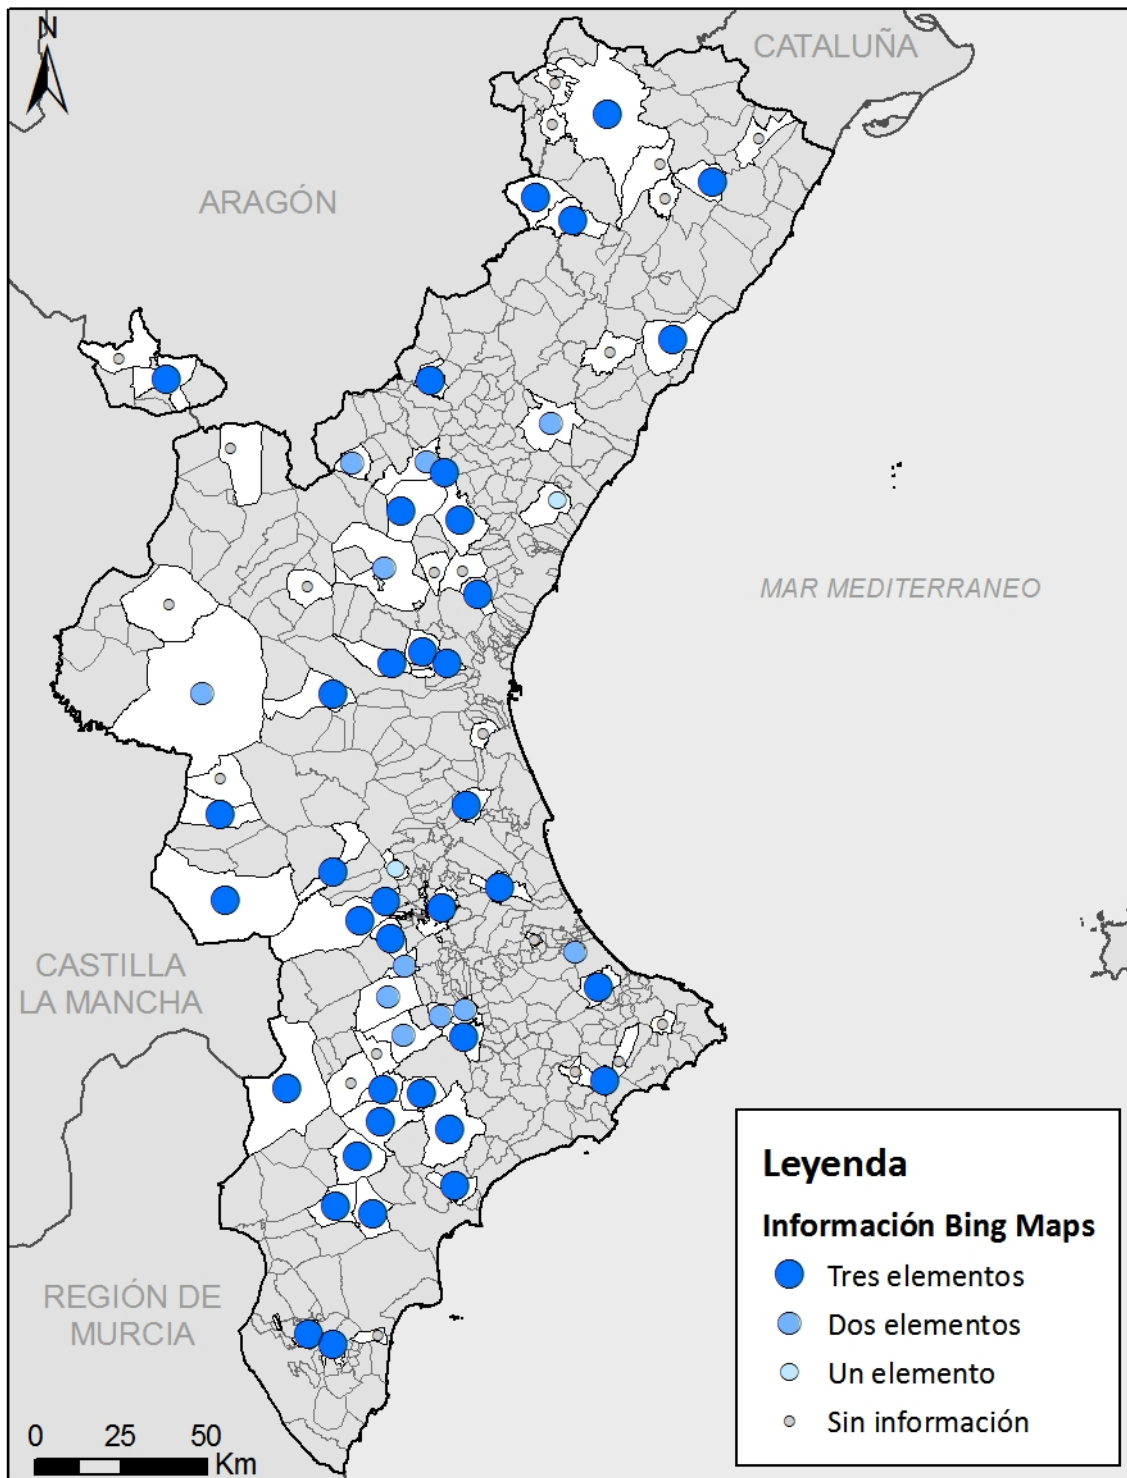 N
CATALUÑA
ARAGÓN
MAR MEDITERRANEO
CASTILLA
LA MANCHA
REGIÓN DE
MURCIA
Leyenda
Información Bing Maps
Tres elementos
Dos elementos
Un elemento
Sin información
0 25 50
Km